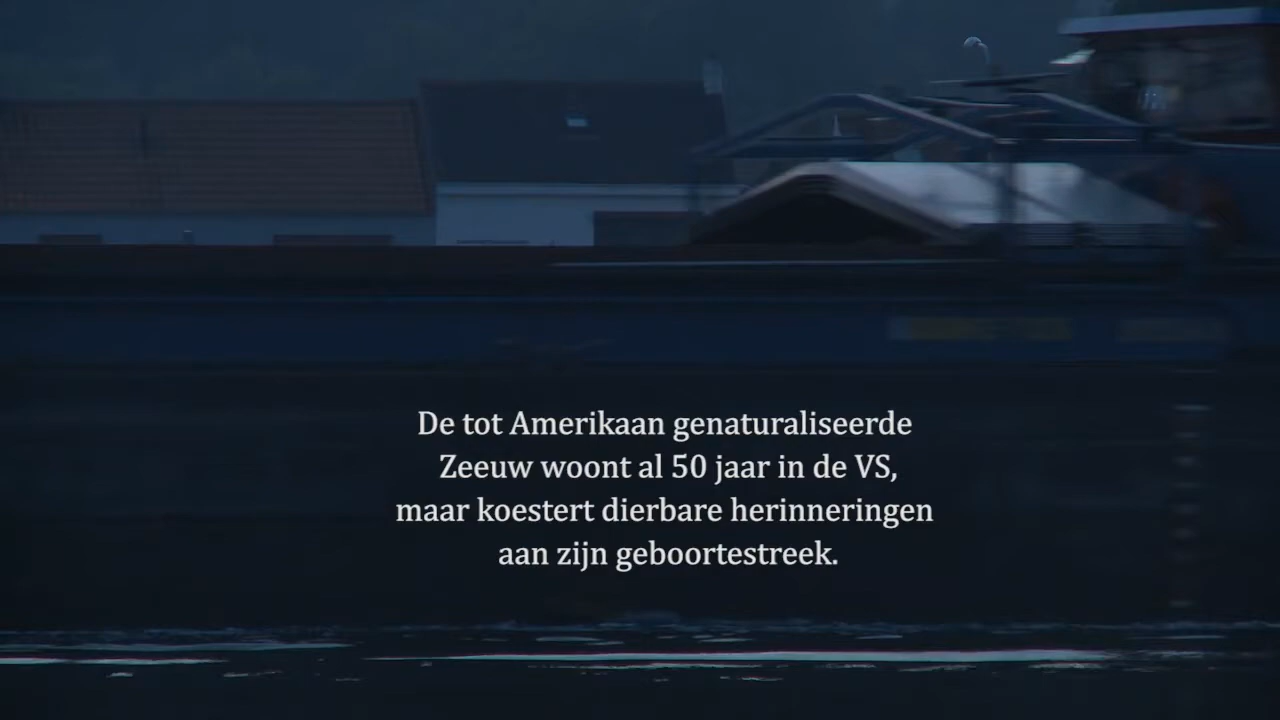 De tot Amerikaan genaturaliseerde
Zeeuw woont al 50 jaar in de VS,
maar koestert dierbare herinneringen
aan zijn geboortestreek.